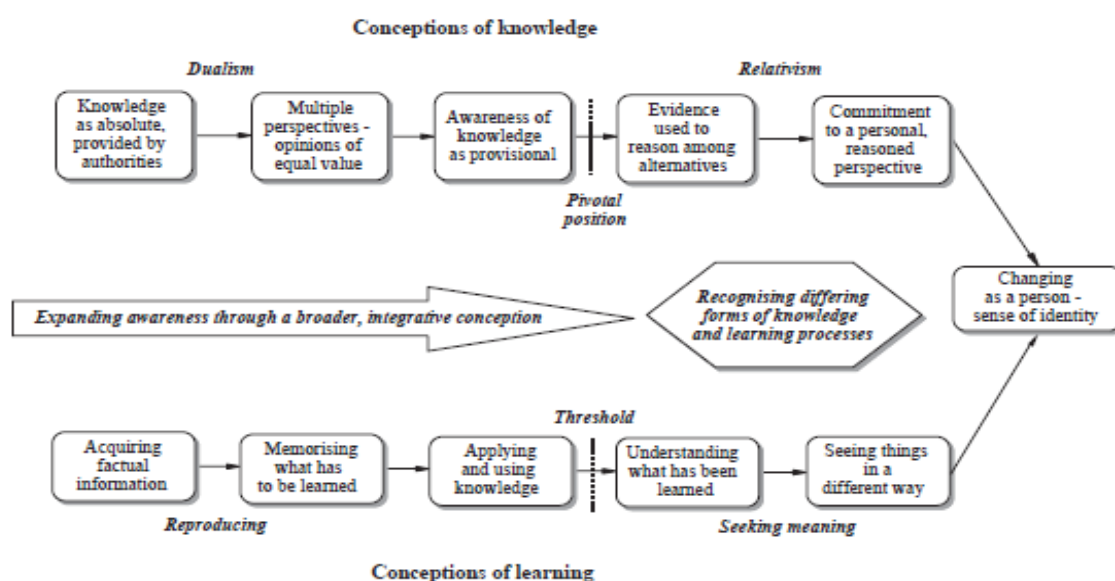 Conceptions of knowledge
Dualism
Relativism
Knowledge
as absolute,
provided by
authorities
Multiple
perspectives -
opinions of
equal value
Awareness of
knowledge
as provisional
Evidence
used to
reason among
alternatives
Commitment
to a personal,
reasoned
perspective
Pivotal
position
Expanding awareness through a broader, integrative conception
Recognising differing
forms of knowledge
and learning processes
Changing
as a person -
sense of identity
Threshold
Acquiring
factual
information
Memorising
what has
to be learned
Applying
and using
knowledge
Understanding
what has been
learned
Seeing things
in a
different way
Reproducing
Seeking meaning
Conceptions of learning